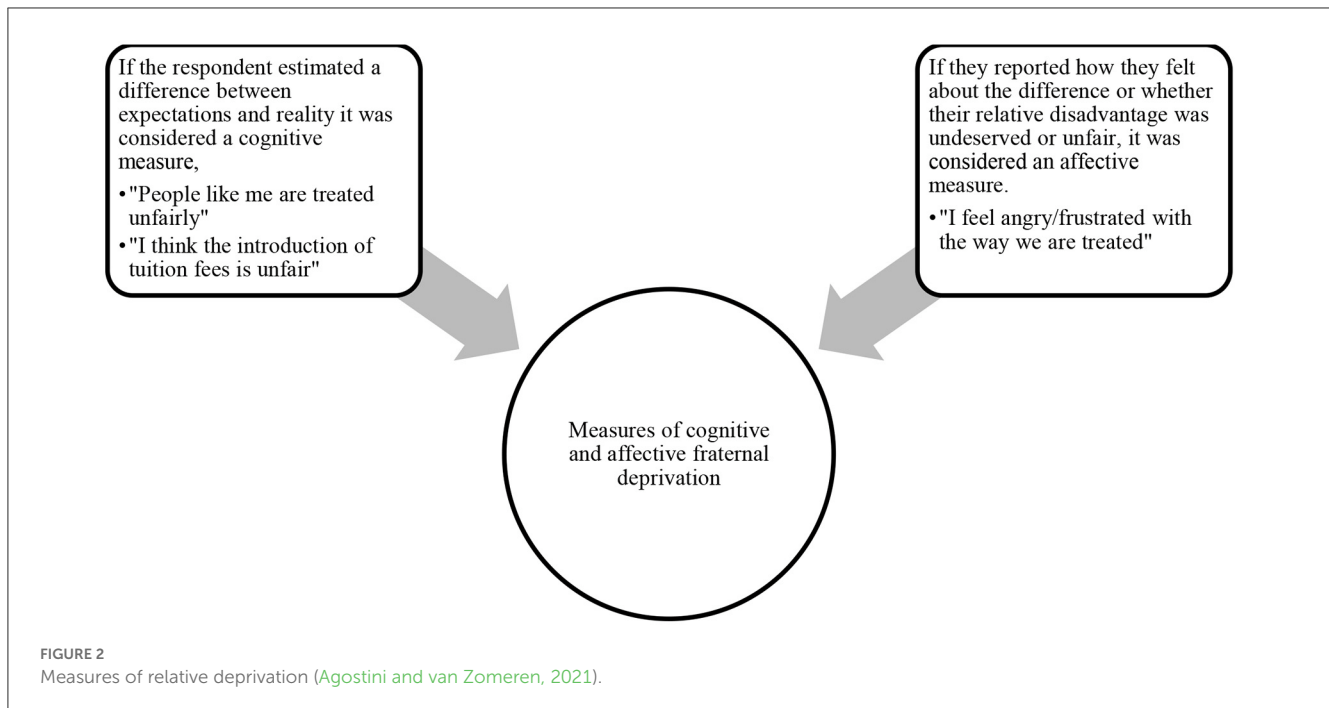 If the respondent estimated a
difference between
expectations and reality it was
considered a cognitive
measure,
•"People like me are treated
unfairly"
•"I think the introduction of
tuition fees is unfair"
If they reported how they felt
about the difference or whether
their relative disadvantage was
undeserved or unfair, it was
considered an affective
measure.
•"I feel angry/frustrated with
the way we are treated"
Measures of cognitive
and affective fraternal
deprivation
FIGURE 2
Measures of relative deprivation (Agostini and van Zomeren, 2021).